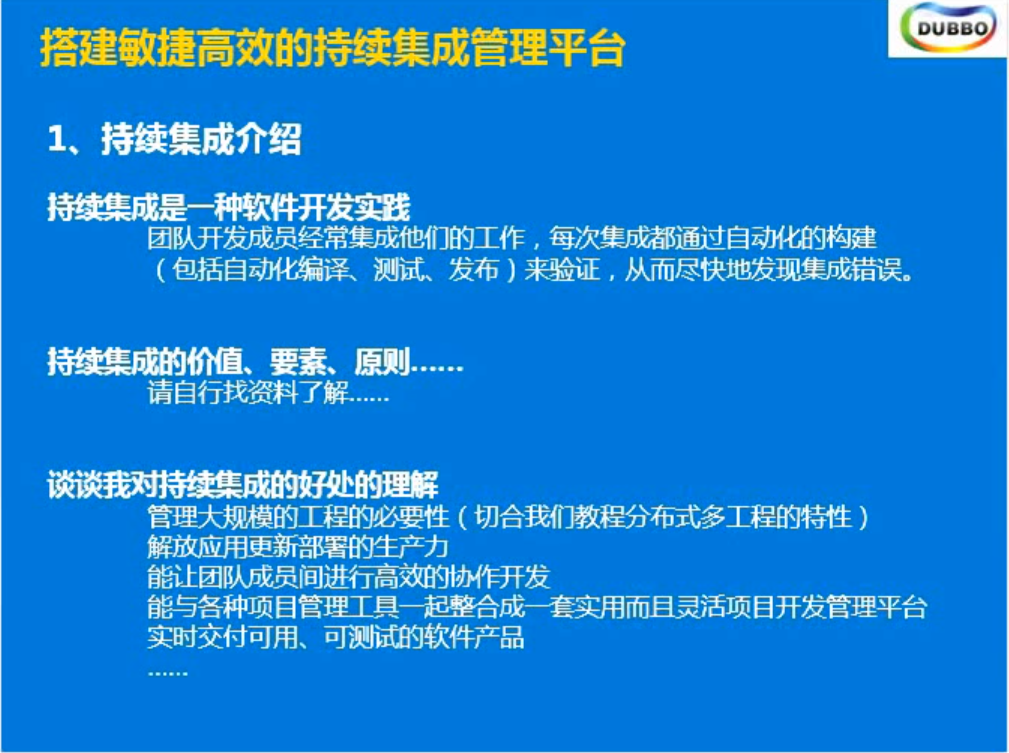 搭建敏捷高效的持续集成管理平台
DUBBO
1、持续集成介绍
持续集成是一种软件开发实践
团队开发成员经常集成他们的工作，每次集成都通过自动化的构建
（包括自动化编译、测试、发布）来验证，从而尽快地发现集成错误。
持续集成的价值、要素、原则……
请自行找资料了解……
谈谈我对持续集成的好处的理解
管理大规模的工程的必要性（切合我们教程分布式多工程的特性）
解放应用更新部署的生产力
能让团队成员间进行高效的协作开发
能与各种项目管理工具一起整合成一套实用而且灵活项目开发管理平台
实时交付可用、可测试的软件产品
……